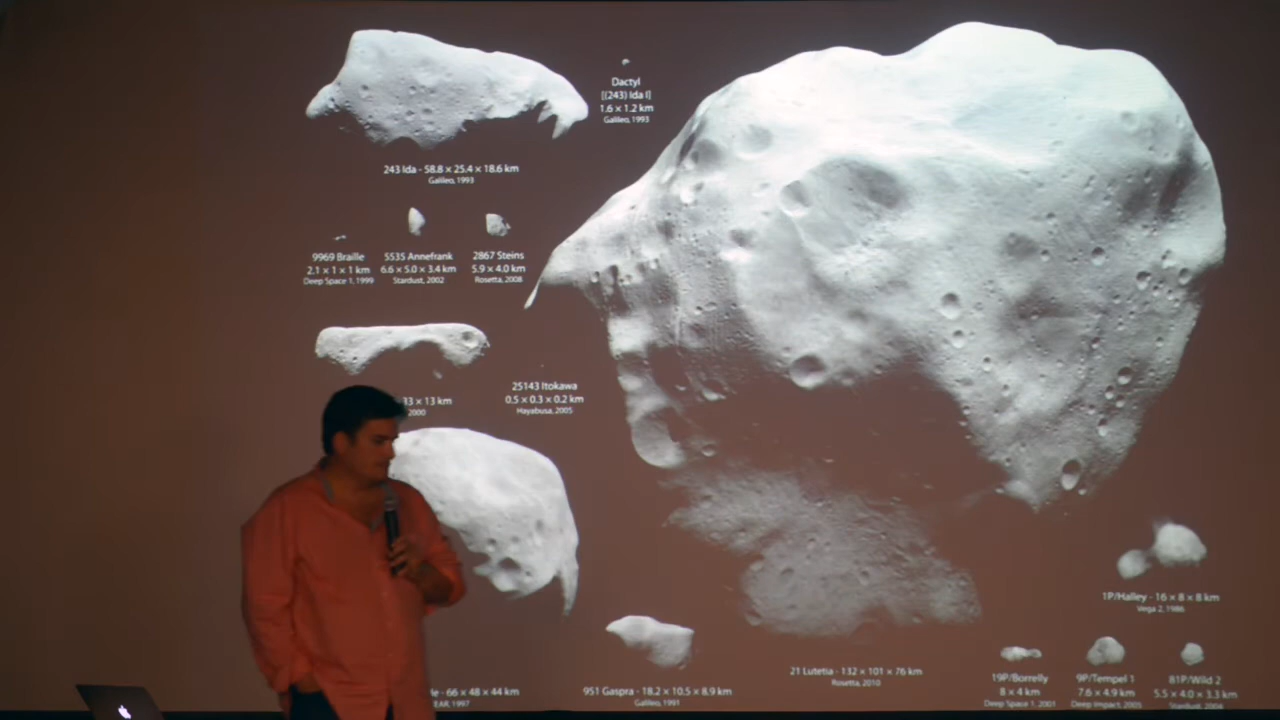 Dactyl
[(243) Ida I]
1.6 × 1.2 km
Galileo, 1993
243 Ida - 58.8 × 25.4 × 18.6 km
Galileo, 1993
9969 Braille
2.1 × 1 × 1 km
Deep Space 1, 1999
5535 Annefrank
6.6 × 5.0 × 3.4 km
Stardust, 2002
2867 Steins
5.9 × 4.0 km
Rosetta, 2008
25143 Itokawa
0.5 × 0.3 × 0.2 km
Hayabusa, 2005
× 13 km
2000
1P/Halley - 16 × 8 × 8 km
Vega 2, 1986
21 Lutetia - 132 × 101 × 76 km
Rosetta, 2010
19P/Borrelly
8 × 4 km
Deep Space 1, 2001
9P/Tempel 1
7.6 × 4.9 km
Deep Impact, 2005
81P/Wild 2
5.5 × 4.0 × 3.3 km
Stardust, 2004
951 Gaspra - 18.2 × 10.5 × 8.9 km
Galileo, 1991
- 66 × 48 × 44 km
1997